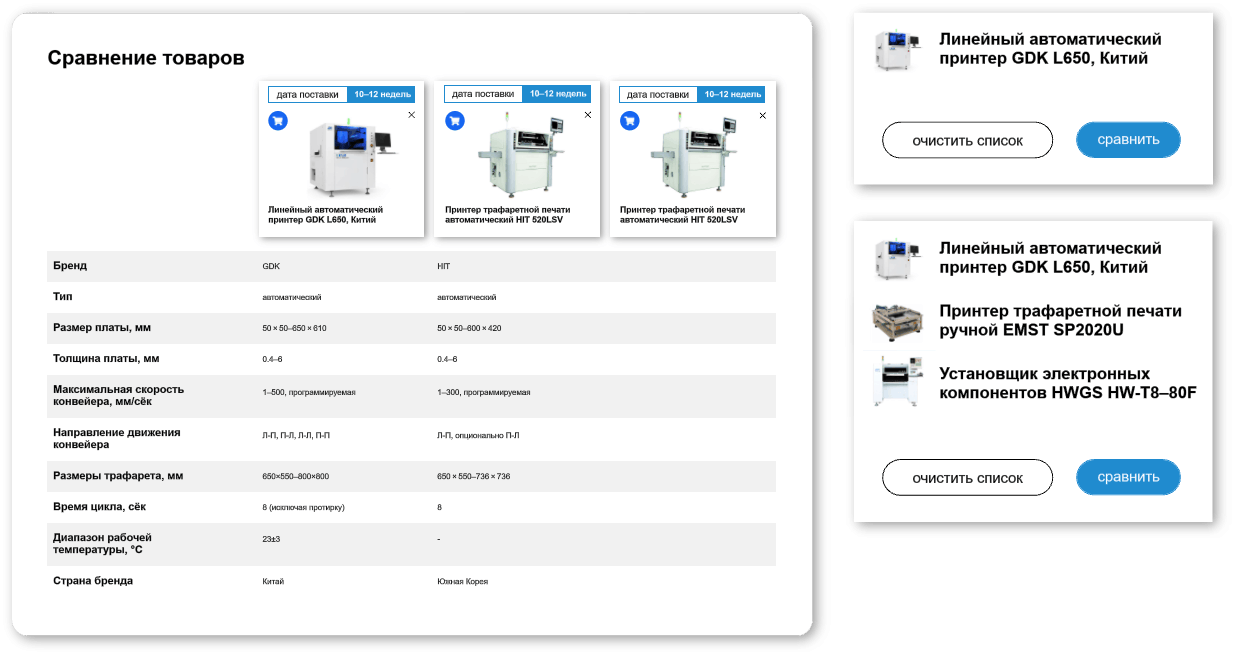 Сравнение товаров
дата поставки 10–12 недель
дата поставки 10–12 недель
дата поставки 10–12 недель
Линейный автоматический
принтер GDK L650, Китий
Принтер трафаретной печати
автоматический HIT 520LSV
Принтер трафаретной печати
автоматический HIT 520LSV
Бренд GDK HIT
Тип автоматический автоматический
Размер платы, мм 50 × 50–650 × 610 50 × 50–600 × 420
Толщина платы, мм 0.4–6 0.4–6
Максимальная скорость
конвейера, мм/сёк 1–500, программируемая 1–300, программируемая
Направление движения
конвейера Л-П, П-Л, Л-Л, П-П Л-П, опционально П-Л
Размеры трафарета, мм 650×550–800×800 650 × 550–736 × 736
Время цикла, сёк 8 (исключая протирку) 8
Диапазон рабочей
температуры, °С 23±3 -
Страна бренда Китай Южная Корея
Линейный автоматический
принтер GDK L650, Китий
ОЧИСТИТЬ СПИСОК сравнить
Линейный автоматический
принтер GDK L650, Китий
Принтер трафаретной печати
ручной EMST SP2020U
Установщик электронных
компонентов HWGS HW-T8–80F
ОЧИСТИТЬ СПИСОК сравнить